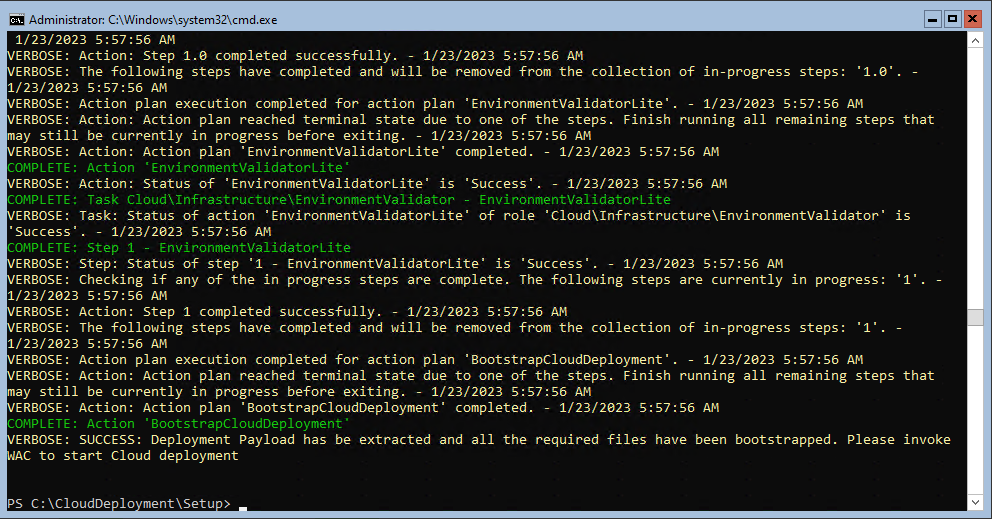 Administrator: C:\Windows\system32\cmd.exe
1/23/2023 5:57:56 AM
VERBOSE: Action: Step 1.0 completed successfully. - 1/23/2023 5:57:56 AM
VERBOSE: The following steps have completed and will be removed from the collection of in-progress steps: '1.0'. -
1/23/2023 5:57:56 AM
VERBOSE: Action plan execution completed for action plan 'EnvironmentValidatorLite'. - 1/23/2023 5:57:56 AM
VERBOSE: Action: Action plan reached terminal state due to one of the steps. Finish running all remaining steps that
may still be currently in progress before exiting. - 1/23/2023 5:57:56 AM
VERBOSE: Action: Action plan 'EnvironmentValidatorLite' completed. - 1/23/2023 5:57:56 AM
COMPLETE: Action 'EnvironmentValidatorLite'
VERBOSE: Action: Status of 'EnvironmentValidatorLite' is 'Success'. - 1/23/2023 5:57:56 AM
COMPLETE: Task Cloud\Infrastructure\EnvironmentValidator - EnvironmentValidatorLite
VERBOSE: Task: Status of action 'EnvironmentValidatorLite' of role 'Cloud\Infrastructure\EnvironmentValidator' is
'Success'. - 1/23/2023 5:57:56 AM
COMPLETE: Step 1 - EnvironmentValidatorLite
VERBOSE: Step: Status of step '1 - EnvironmentValidatorLite' is 'Success'. - 1/23/2023 5:57:56 AM
VERBOSE: Checking if any of the in progress steps are complete. The following steps are currently in progress: '1'. -
1/23/2023 5:57:56 AM
VERBOSE: Action: Step 1 completed successfully. - 1/23/2023 5:57:56 AM
VERBOSE: The following steps have completed and will be removed from the collection of in-progress steps: '1'. -
1/23/2023 5:57:56 AM
VERBOSE: Action plan execution completed for action plan 'BootstrapCloudDeployment'. - 1/23/2023 5:57:56 AM
VERBOSE: Action: Action plan reached terminal state due to one of the steps. Finish running all remaining steps that
may still be currently in progress before exiting. - 1/23/2023 5:57:56 AM
VERBOSE: Action: Action plan 'BootstrapCloudDeployment' completed. - 1/23/2023 5:57:56 AM
COMPLETE: Action 'BootstrapCloudDeployment'
VERBOSE: SUCCESS: Deployment Payload has be extracted and all the required files have been bootstrapped. Please invoke
WAC to start Cloud deployment
PS C:\CloudDeployment\Setup>